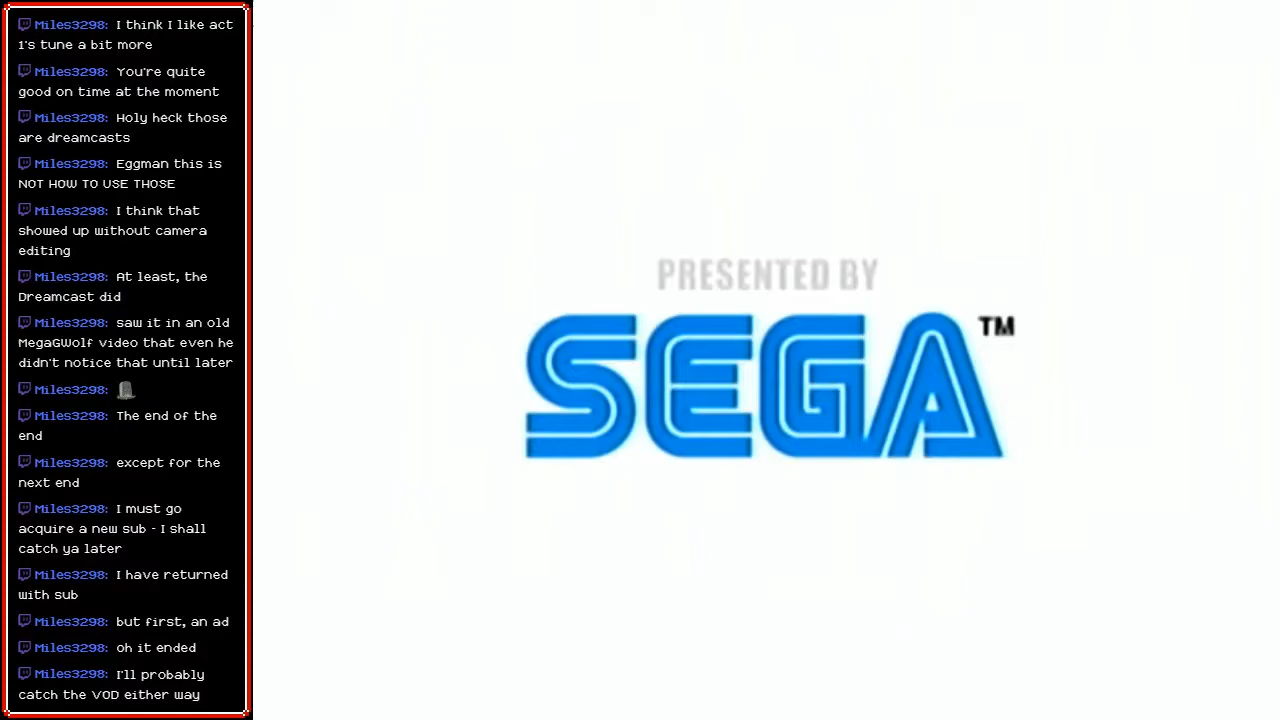 Miles3298: I think I like act
1's tune a bit more
Miles3298: You're quite
good on time at the moment
Miles3298: Holy heck those
are dreamcasts
Miles3298: Eggman this is
NOT HOW TO USE THOSE
Miles3298: I think that
showed up without camera
editing
Miles3298: At least, the
Dreamcast did
Miles3298: saw it in an old
MegaGWolf video that even he
didn't notice that until later
Miles3298:
Miles3298: The end of the
end
Miles3298: except for the
next end
Miles3298: I must go
acquire a new sub - I shall
catch ya later
Miles3298: I have returned
with sub
Miles3298: but first, an ad
Miles3298: oh it ended
Miles3298: I'll probably
catch the VOD either way
PRESENTED BY
SEGA™